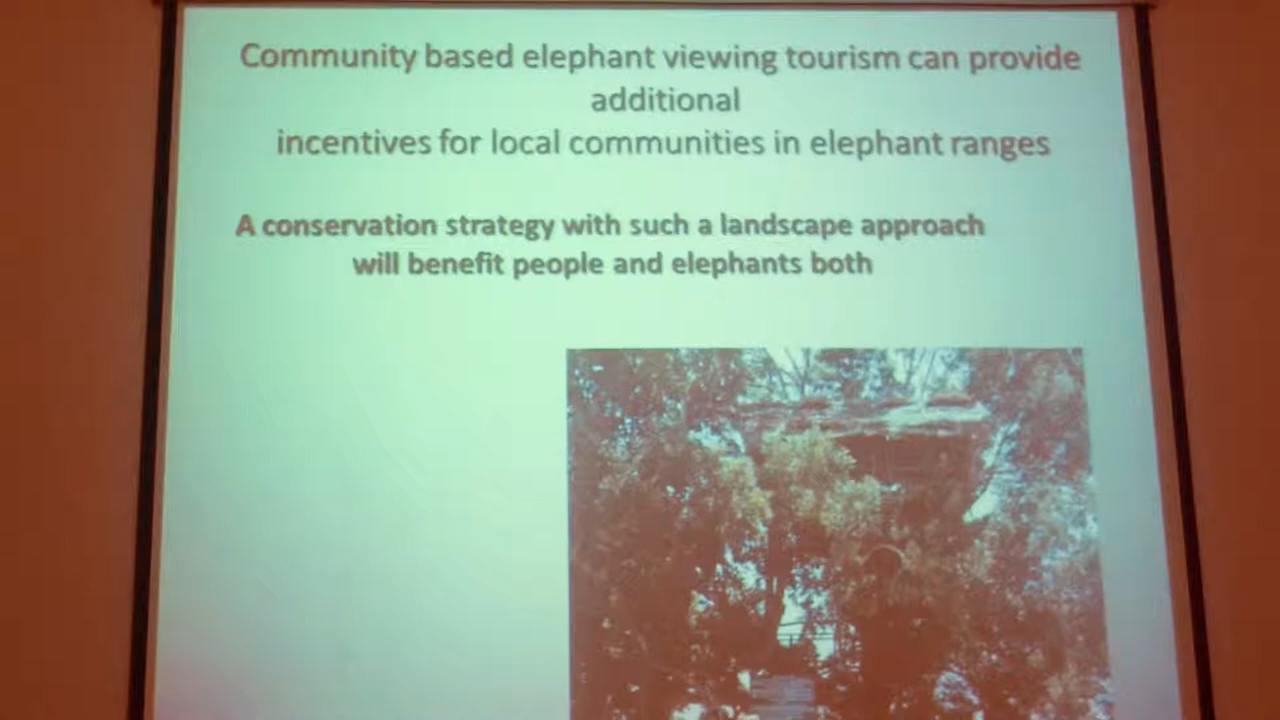 Community based elephant viewing tourism can provide
additional
incentives for local communities in elephant ranges
A conservation strategy with such a landscape approach
will benefit people and elephants both